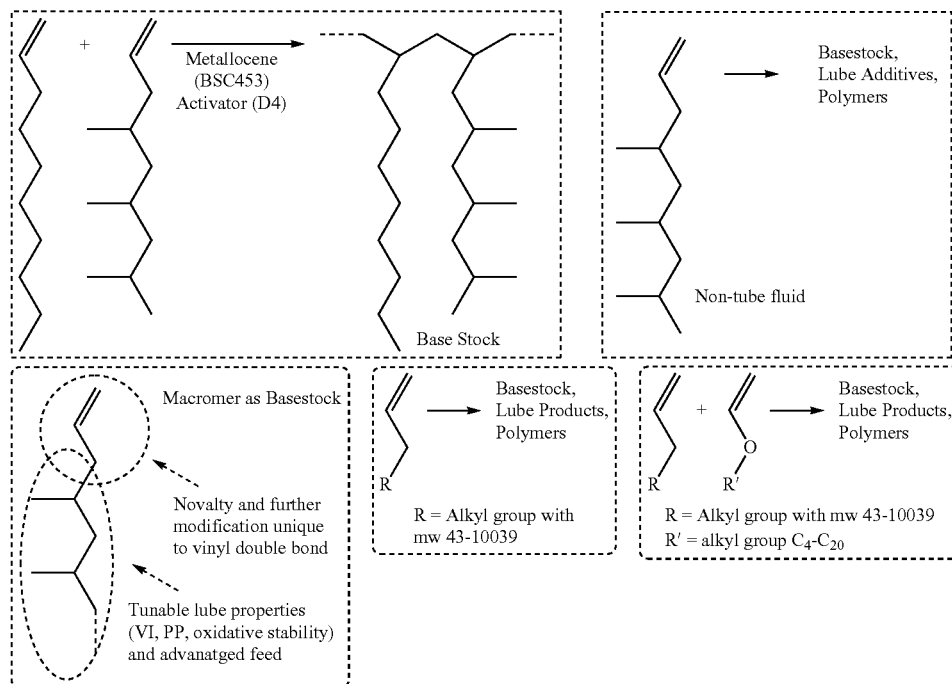 +
Metallocene
(BSC453)
Activator (D4)
Base Stock
Basestock,
Lube Additives,
Polymers
Non-tube fluid
Macromer as Basestock
Novalty and further
modification unique
to vinyl double bond
Tunable lube properties
(VI, PP, oxidative stability)
and advanatged feed
R
Basestock,
Lube Products,
Polymers
R = Alkyl group with
mw 43-10039
+
O
R
R′
Basestock,
Lube Products,
Polymers
R = Alkyl group with mw 43-10039
R′ = alkyl group C₄-C₂₀